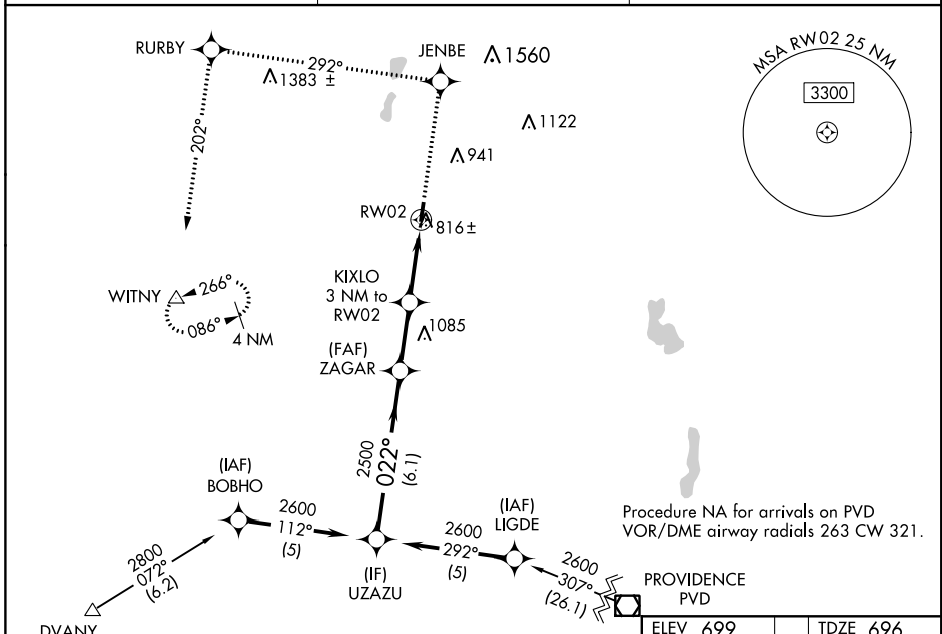 RURBY
JENBE
1560
292°
1383 ±
MSA RW02 25 NM
3300
1122
202°
941
RW02
816±
WITNY
266°
086°
4 NM
KIXLO
3 NM to
RW02
1085
(FAF)
ZAGAR
2500
022°
(6.1)
(IAF)
BOBHO
2600
112°
(5)
(IAF)
LIGDE
2600
292°
(5)
Procedure NA for arrivals on PVD
VOR/DME airway radials 263 CW 321.
2800
072°
(6.2)
(IF)
UZAZU
2600
307°
(26.1)
PROVIDENCE
PVD
DVANY
ELEV 699
TDZE 696